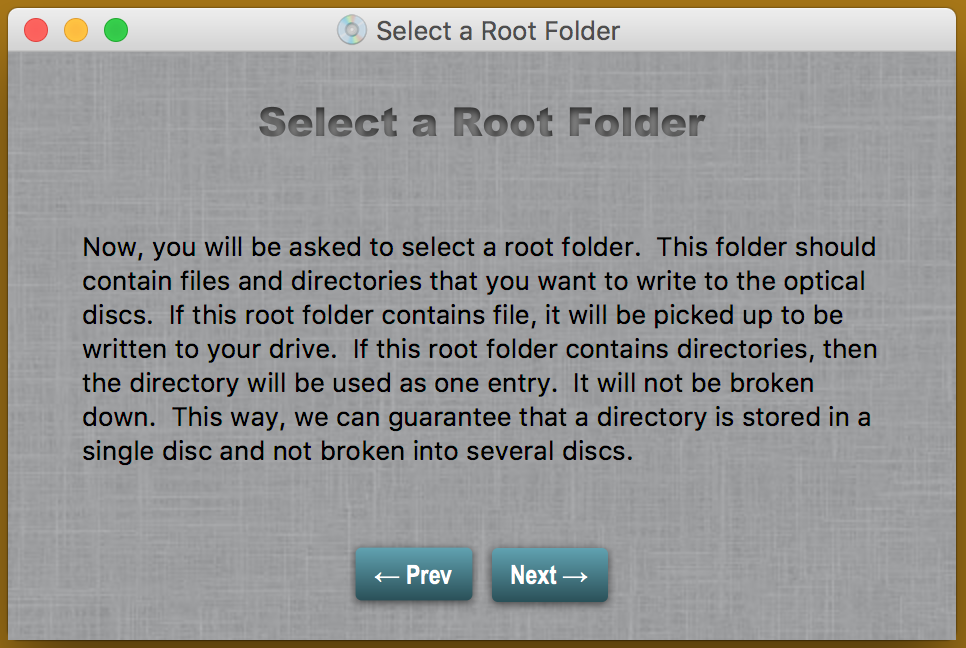 Select a Root Folder
Select a Root Folder
Now, you will be asked to select a root folder.  This folder should
contain files and directories that you want to write to the optical
discs.  If this root folder contains file, it will be picked up to be
written to your drive.  If this root folder contains directories, then
the directory will be used as one entry.  It will not be broken
down.  This way, we can guarantee that a directory is stored in a
single disc and not broken into several discs.
← Prev
Next →